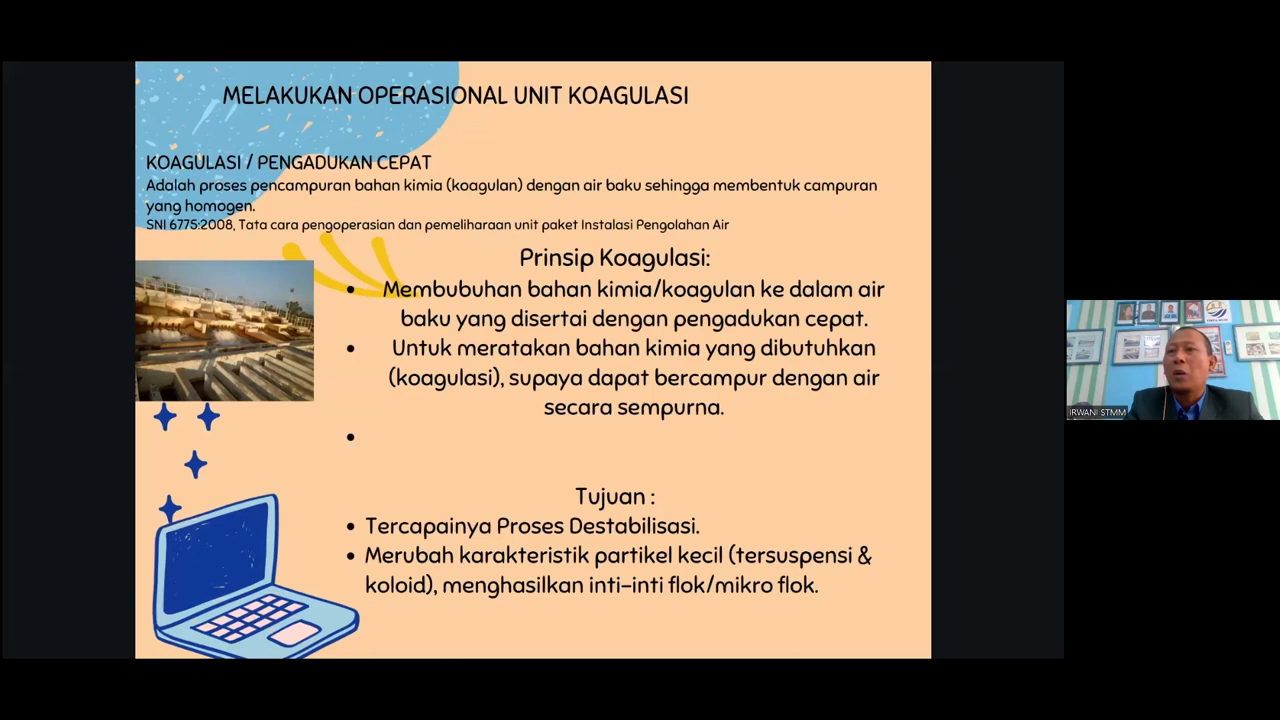 MELAKUKAN OPERASIONAL UNIT KOAGULASI
KOAGULASI / PENGADUKAN CEPAT
Adalah proses pencampuran bahan kimia (koagulan) dengan air baku sehingga membentuk campuran
yang homogen.
SNI 6775:2008, Tata cara pengoperasian dan pemeliharaan unit paket Instalasi Pengolahan Air
Prinsip Koagulasi:
• Membubuhan bahan kimia/koagulan ke dalam air
baku yang disertai dengan pengadukan cepat.
• Untuk meratakan bahan kimia yang dibutuhkan
(koagulasi), supaya dapat bercampur dengan air
secara sempurna.
•
Tujuan :
• Tercapainya Proses Destabilisasi.
• Merubah karakteristik partikel kecil (tersuspensi &
koloid), menghasilkan inti-inti flok/mikro flok.
IRWANI STMM